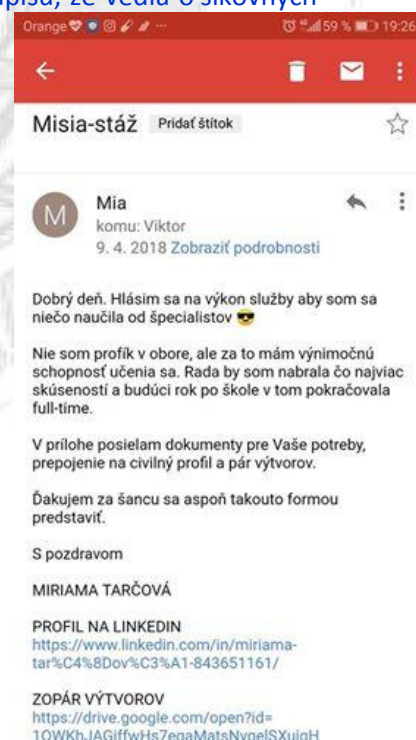 že vedia o šikovných
Orange 59 % 19:26
Misia-stáž Pridať štítok
M
Mia
komu: Viktor
9. 4. 2018 Zobraziť podrobnosti
Dobrý deň. Hlásim sa na výkon služby aby som sa
niečo naučila od špecialistov 😎
Nie som profík v obore, ale za to mám výnimočnú
schopnosť učenia sa. Rada by som nabrala čo najviac
skúseností a budúci rok po škole v tom pokračovala
full-time.
V prílohe posielam dokumenty pre Vaše potreby,
prepojenie na civilný profil a pár výtvorov.
Ďakujem za šancu sa aspoň takouto formou
predstaviť.
S pozdravom
MIRIAMA TARČOVÁ
PROFIL NA LINKEDIN
https://www.linkedin.com/in/miriama-
tar%C4%8Dov%C3%A1-843651161/
ZOPÁR VÝTVOROV
https://drive.google.com/open?id=